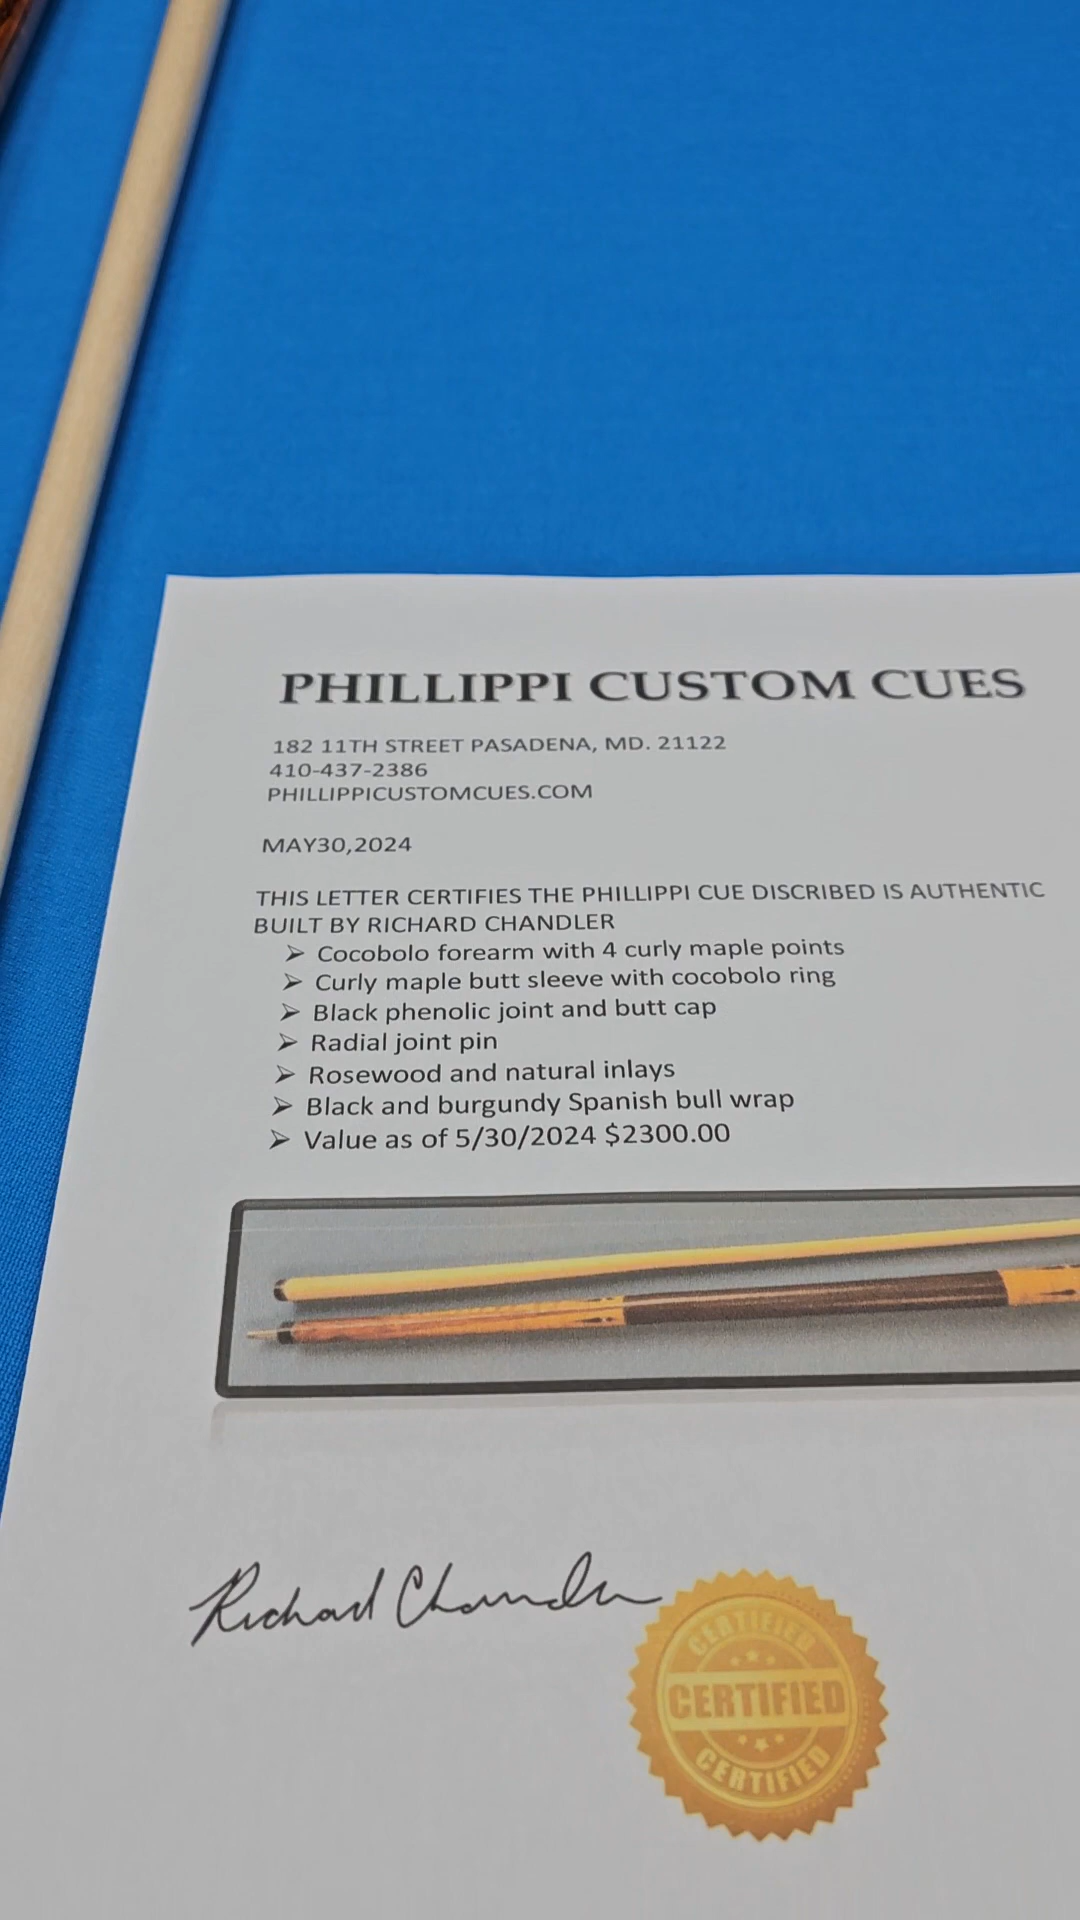 PHILLIPPI CUSTOM CUES
182 11TH STREET PASADENA, MD. 21122
410-437-2386
PHILLIPPICUSTOMCUES.COM
MAY30,2024
THIS LETTER CERTIFIES THE PHILLIPPI CUE DISCRIBED IS AUTHENTIC
BUILT BY RICHARD CHANDLER
➢ Cocobolo forearm with 4 curly maple points
➢ Curly maple butt sleeve with cocobolo ring
➢ Black phenolic joint and butt cap
➢ Radial joint pin
➢ Rosewood and natural inlays
➢ Black and burgundy Spanish bull wrap
➢ Value as of 5/30/2024 $2300.00
Richard Chandler
CERTIFIED
CERTIFIED
CERTIFIED